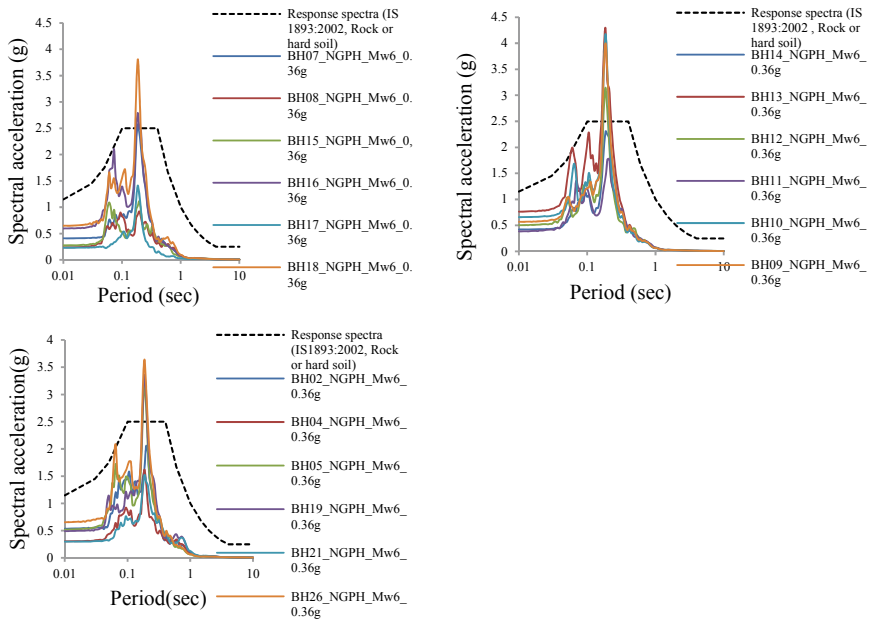 Response spectra (IS
1893:2002, Rock or
hard soil)
BH07_NGPH_Mw6_0.
36g
BH08_NGPH_Mw6_0.
36g
BH15_NGPH_Mw6_0,
36g
BH16_NGPH_Mw6_0.
36g
BH17_NGPH_Mw6_0.
36g
BH18_NGPH_Mw6_0.
36g
Spectral acceleration (g)
4.5
4
3.5
3
2.5
2
1.5
1
0.5
0
0.01
0.1
1
10
Period (sec)
Response spectra (IS
1893:2002 , Rock or
hard soil)
BH14_NGPH_Mw6_
0.36g
BH13_NGPH_Mw6_
0.36g
BH12_NGPH_Mw6_
0.36g
BH11_NGPH_Mw6_
0.36g
BH10_NGPH_Mw6_
0.36g
BH09_NGPH_Mw6_
0.36g
Spectral acceleration (g)
4.5
4
3.5
3
2.5
2
1.5
1
0.5
0
0.01
0.1
1
10
Period (sec)
Response spectra
(IS1893:2002, Rock
or hard soil)
BH02_NGPH_Mw6_
0.36g
BH04_NGPH_Mw6_
0.36g
BH05_NGPH_Mw6_
0.36g
BH19_NGPH_Mw6_
0.36g
BH21_NGPH_Mw6_
0.36g
BH26_NGPH_Mw6_
0.36g
Spectral acceleration(g)
4
3.5
3
2.5
2
1.5
1
0.5
0
0.01
0.1
1
10
Period(sec)